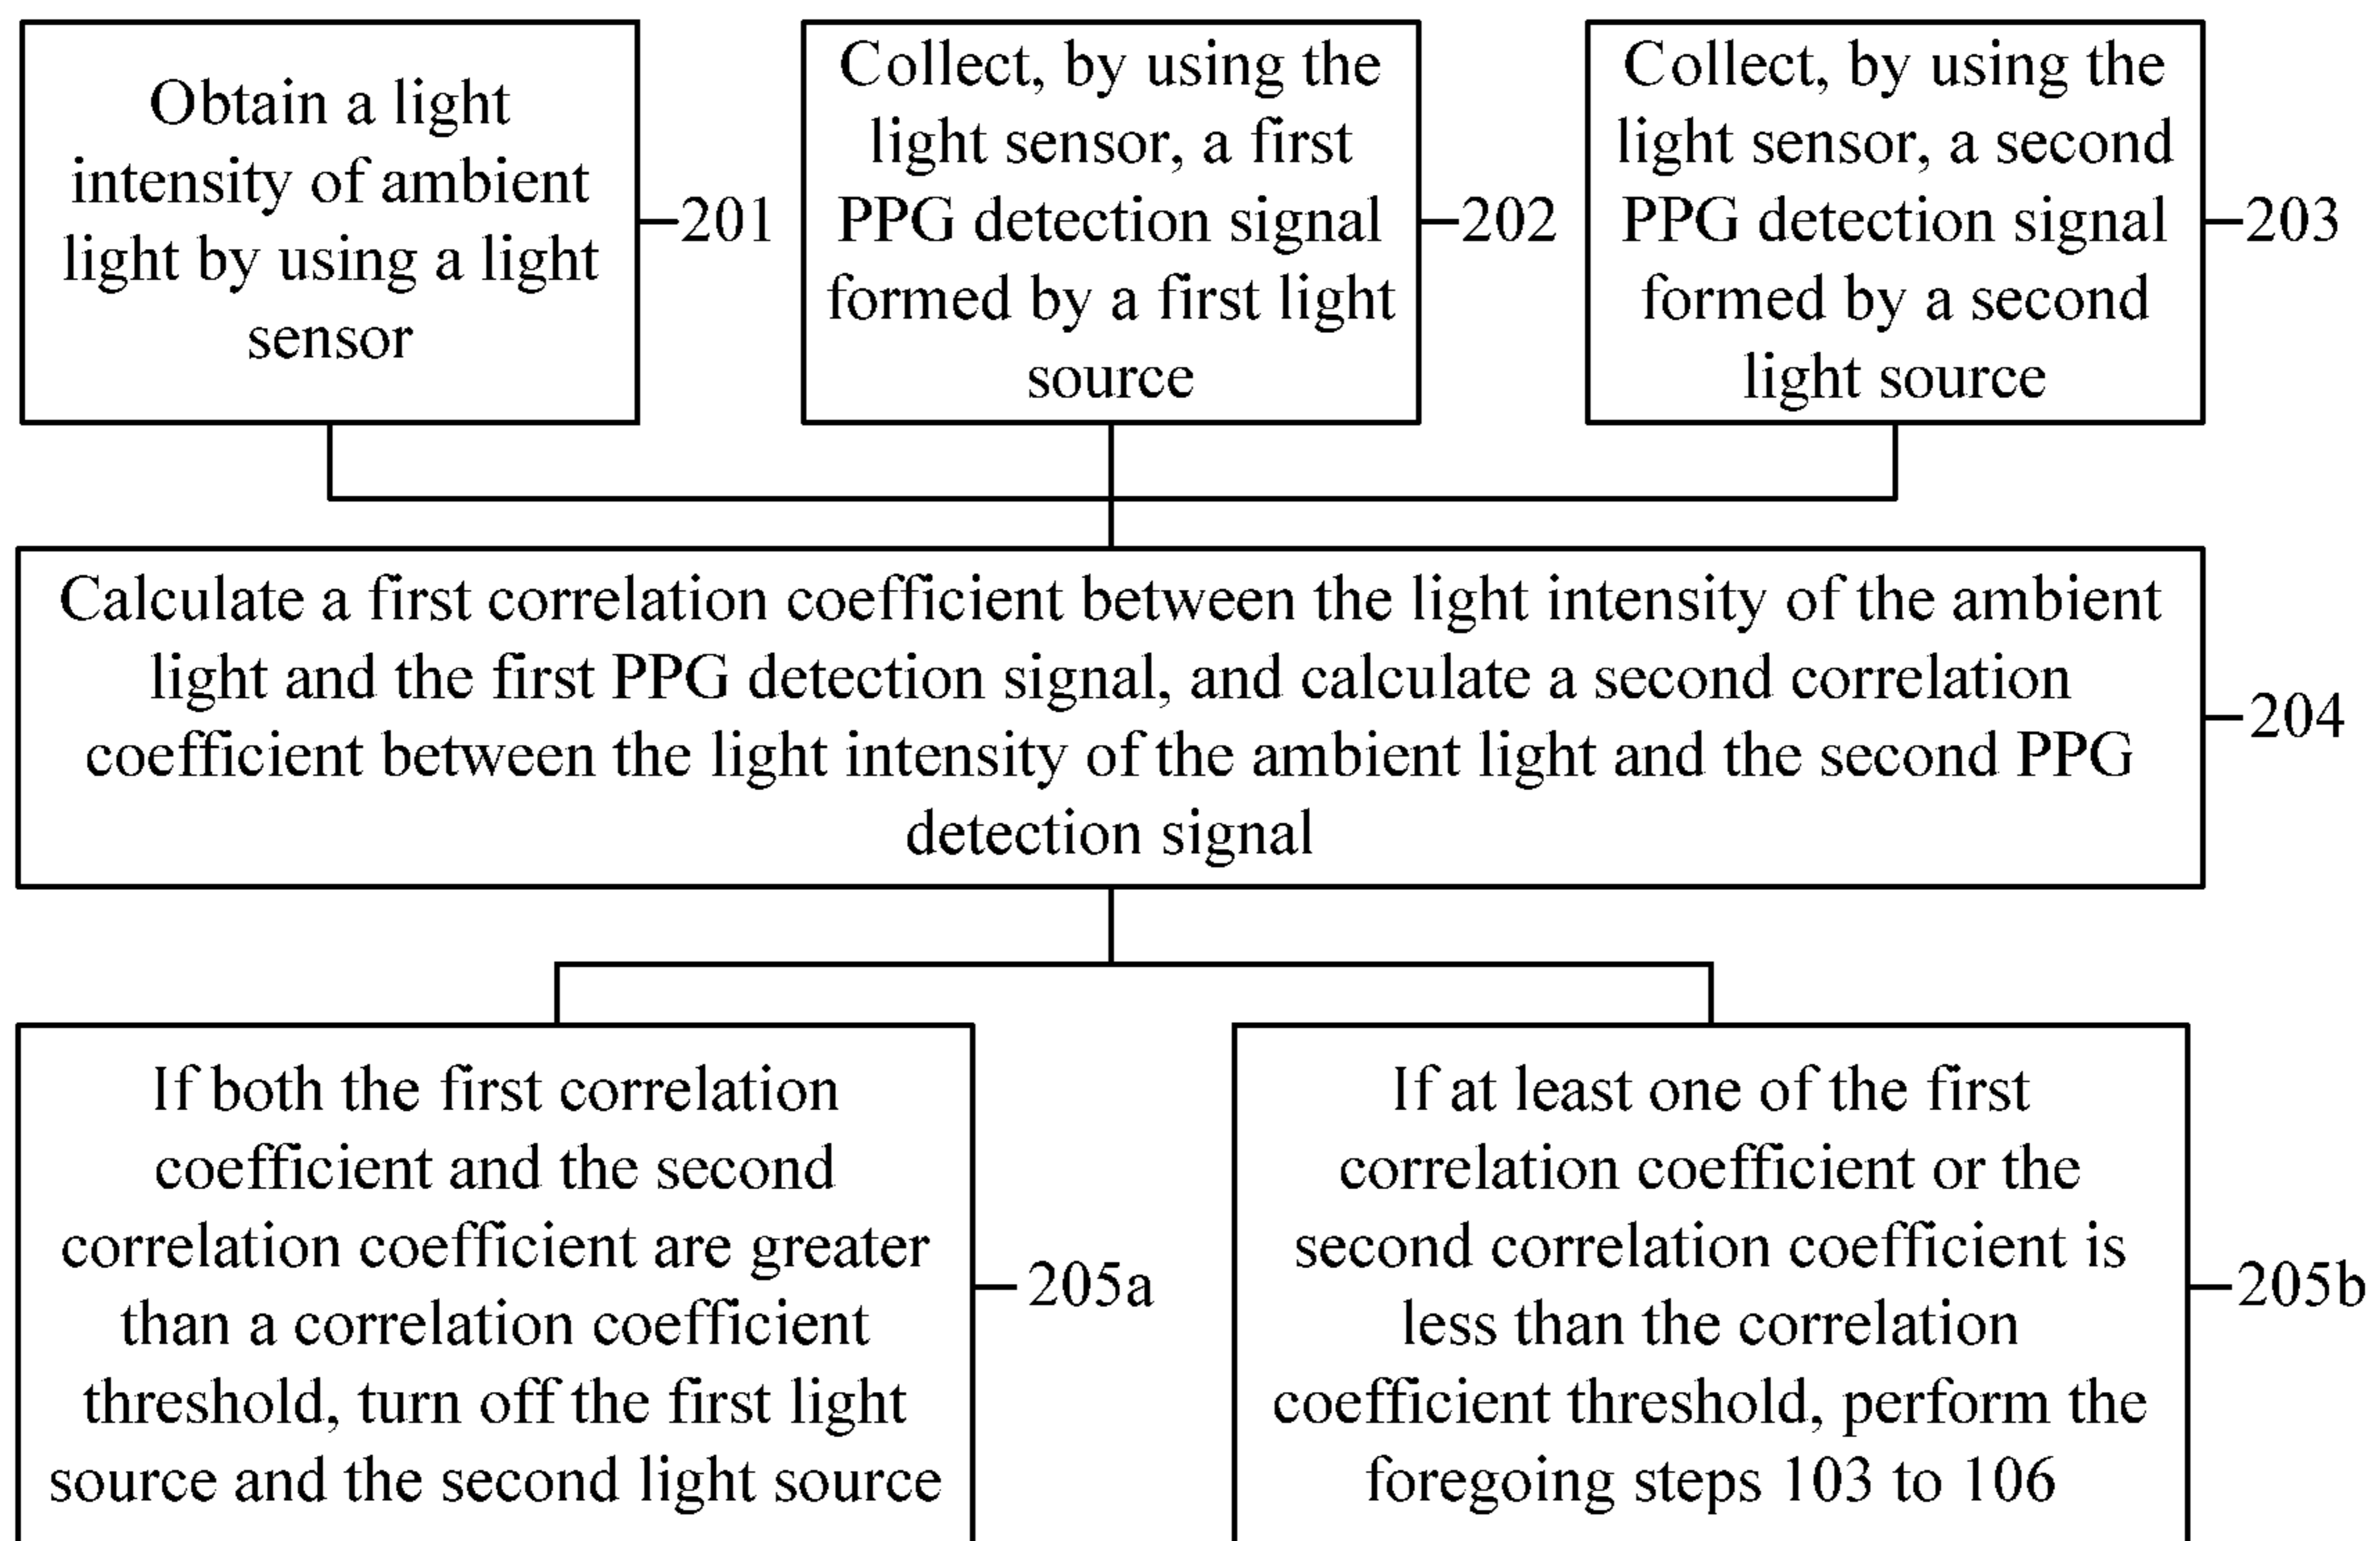 Obtain a light
intensity of ambient
light by using a light
sensor
201
Collect, by using the
light sensor, a first
PPG detection signal
formed by a first light
source
202
Collect, by using the
light sensor, a second
PPG detection signal
formed by a second
light source
203
Calculate a first correlation coefficient between the light intensity of the ambient
light and the first PPG detection signal, and calculate a second correlation
coefficient between the light intensity of the ambient light and the second PPG
detection signal
204
If both the first correlation
coefficient and the second
correlation coefficient are greater
than a correlation coefficient
threshold, turn off the first light
source and the second light source
205a
If at least one of the first
correlation coefficient or the
second correlation coefficient is
less than the correlation
coefficient threshold, perform the
foregoing steps 103 to 106
205b